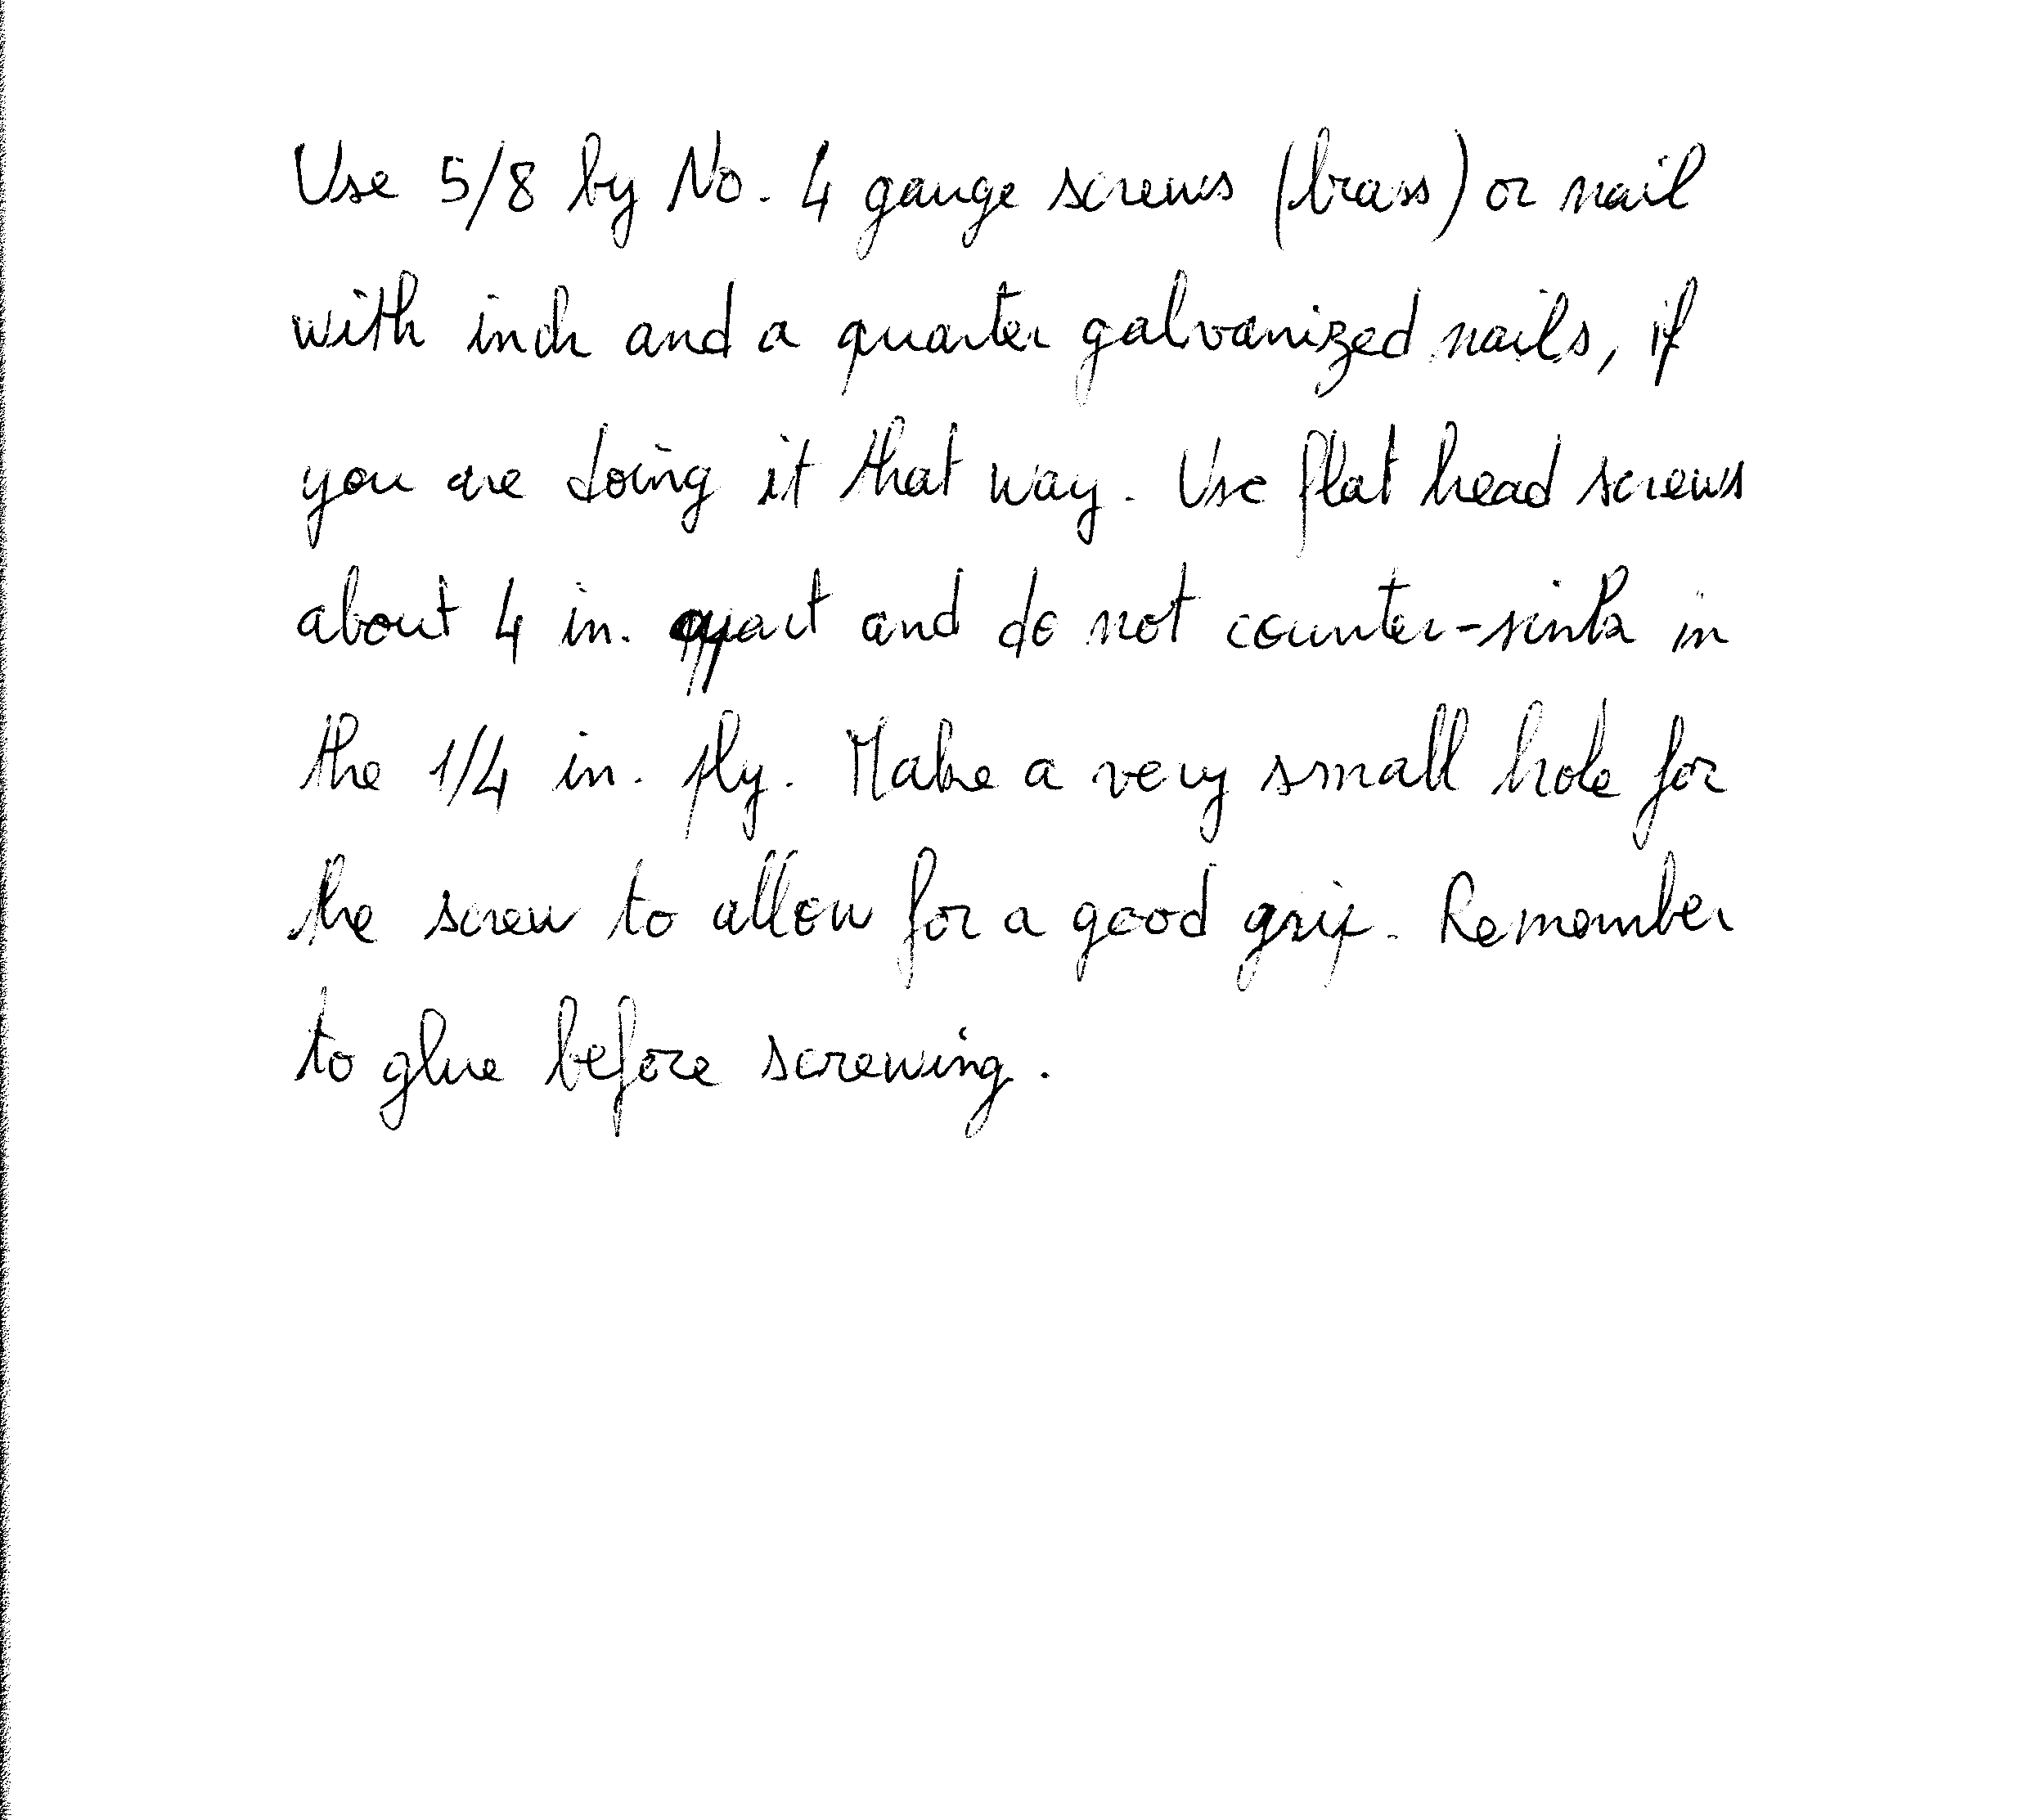 Use 5/8 by No. 4 gauge screws (brass) or nail
with inch and a quarter galvanized nails, if
you are doing it that way. Use flat head screws
about 4 in. apart and do not counter-sink in
the 1/4 in. ply. Make a very small hole for
the screw to allow for a good grip. Remember
to glue before screwing.